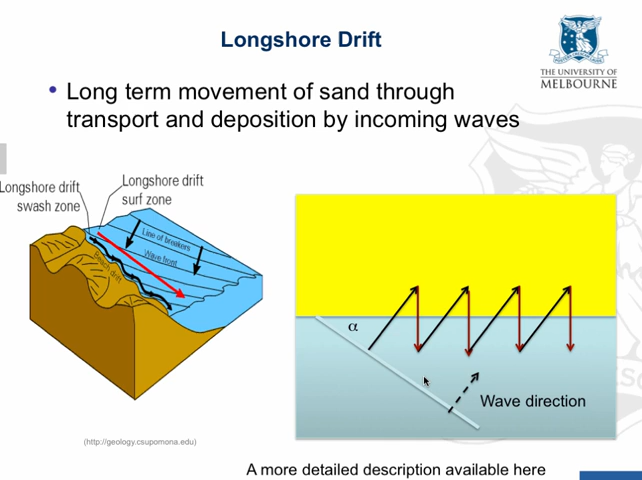 Longshore Drift
THE UNIVERSITY OF
MELBOURNE
• Long term movement of sand through
transport and deposition by incoming waves
Longshore drift
swash zone
Longshore drift
surf zone
Line of breakers
Wave front
Beach drift
α
Wave direction
(http://geology.csupomona.edu)
A more detailed description available here